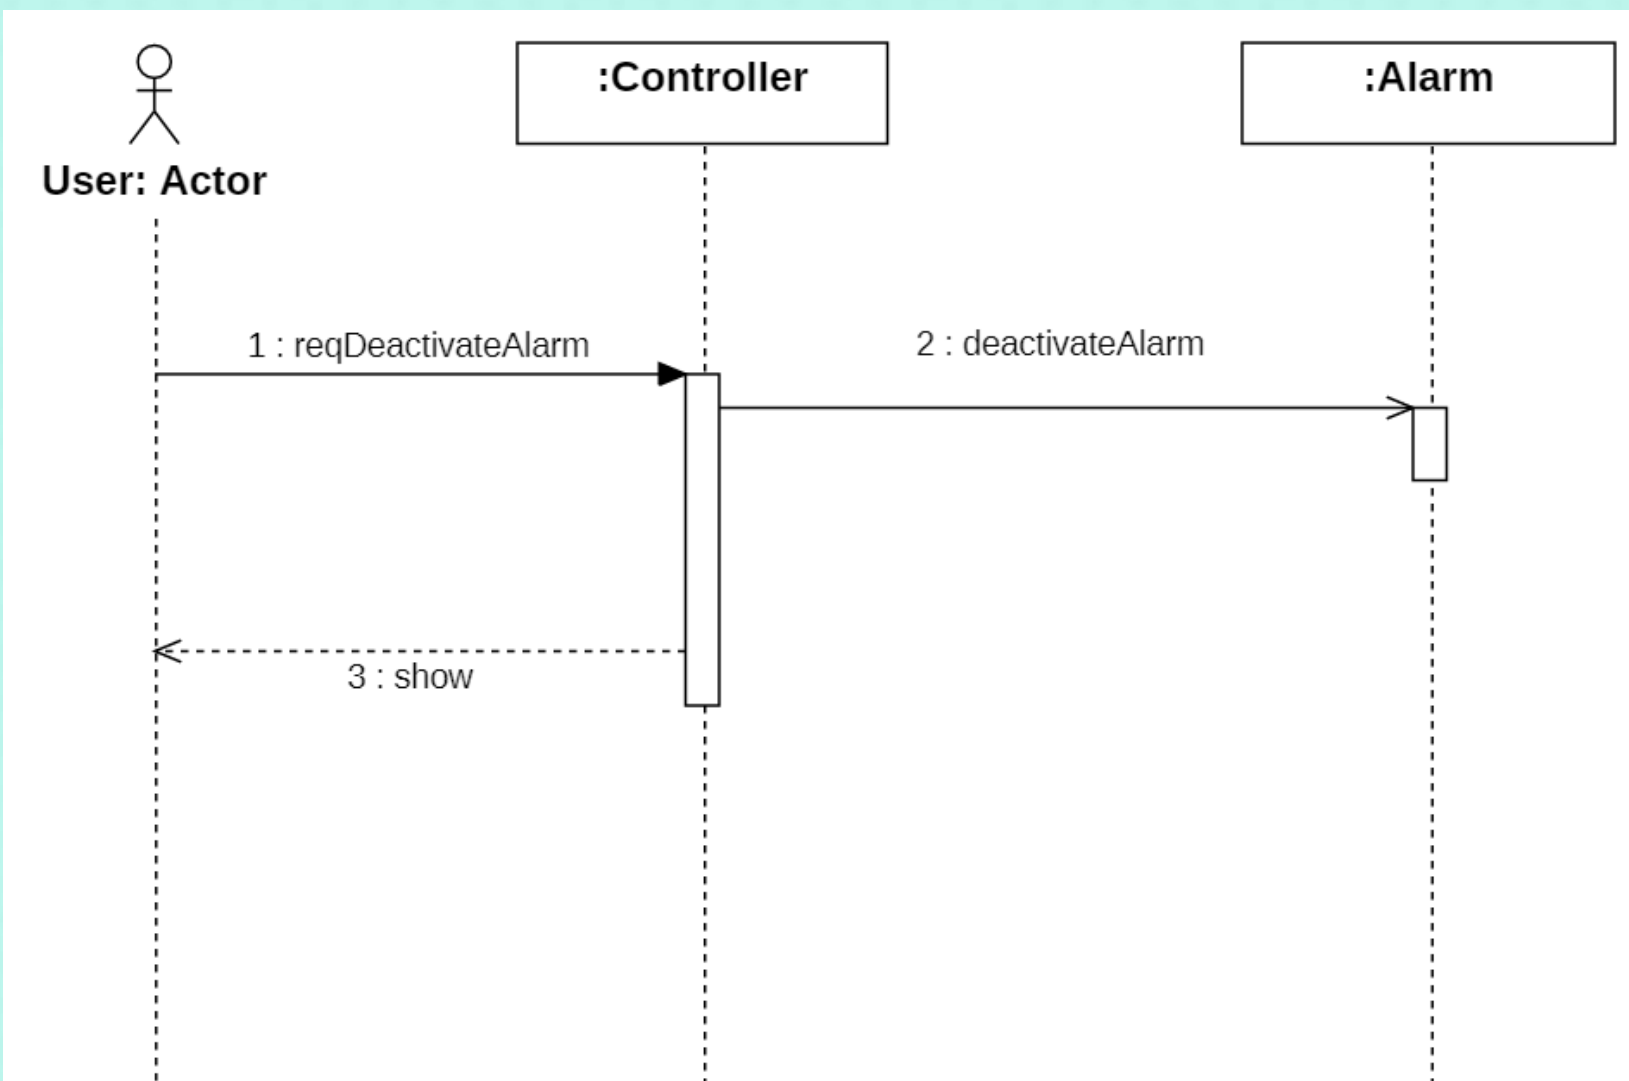 :Controller
:Alarm
User: Actor
1 : reqDeactivateAlarm
2 : deactivateAlarm
3 : show